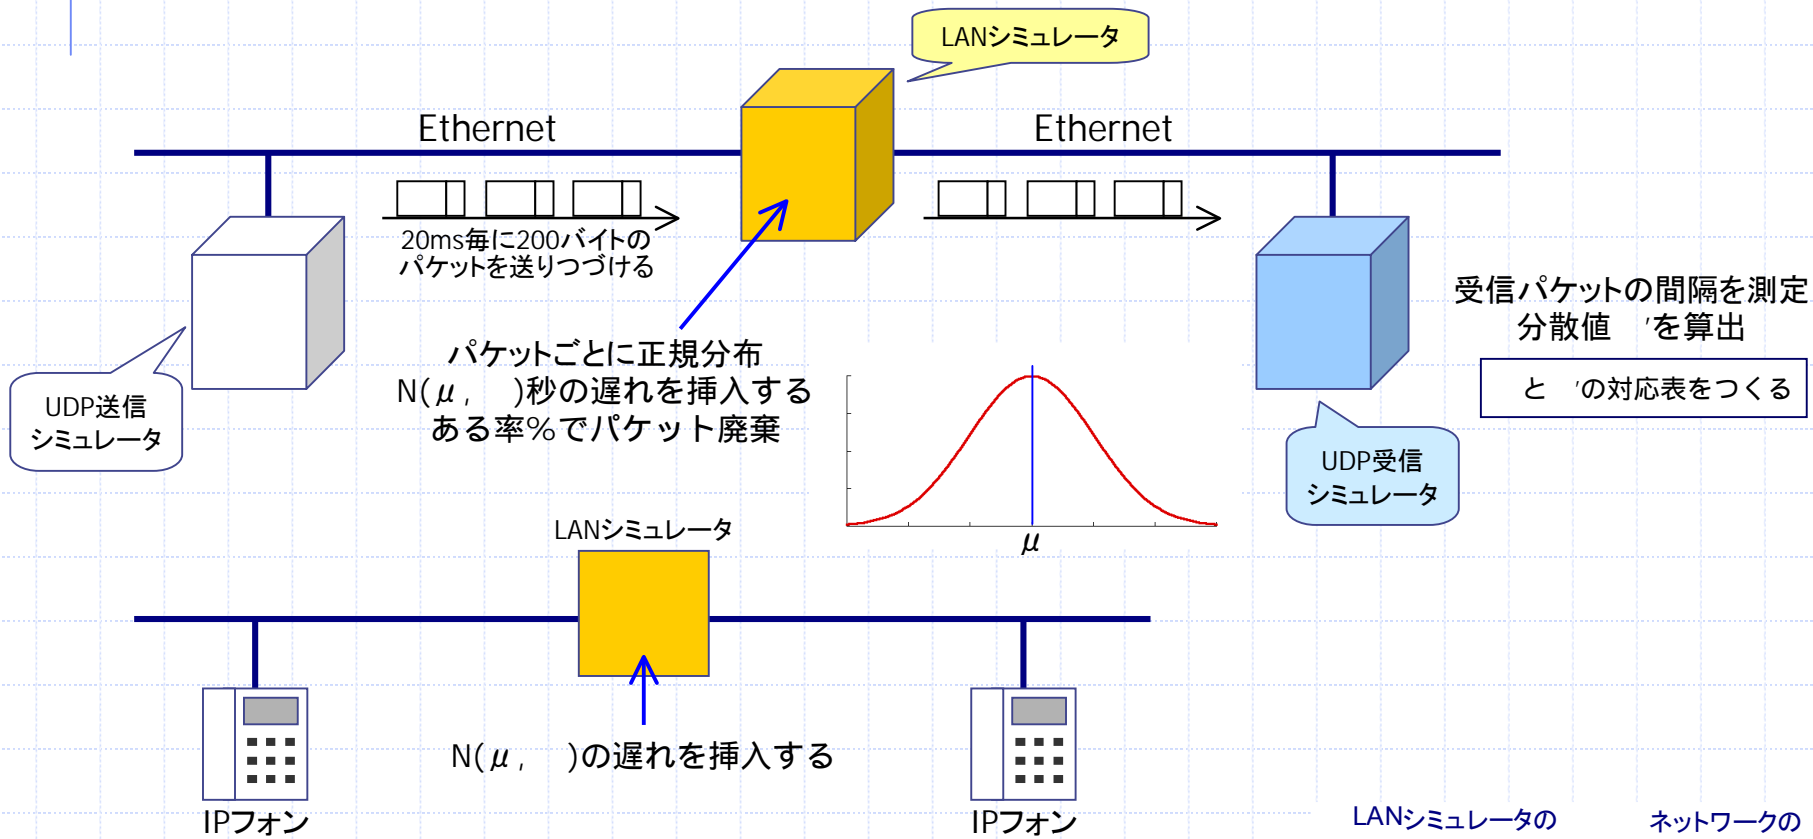 LANシミュレータ
Ethernet
Ethernet
20ms毎に200バイトの
パケットを送りつづける
受信パケットの間隔を測定
分散値　′を算出
と　′の対応表をつくる
パケットごとに正規分布
N(μ,　)秒の遅れを挿入する
ある率%でパケット廃棄
UDP送信
シミュレータ
UDP受信
シミュレータ
μ
LANシミュレータ
N(μ,　)の遅れを挿入する
IPフォン
IPフォン
LANシミュレータの　ネットワークの